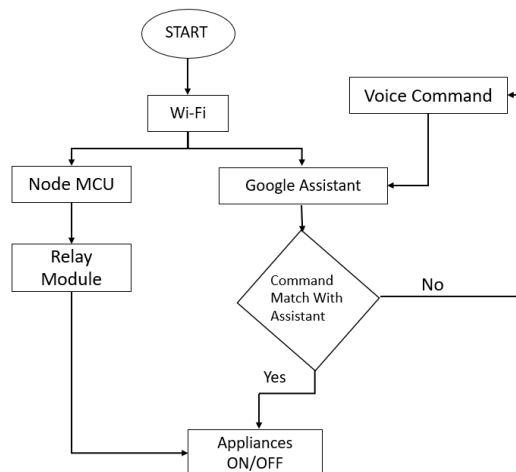 START
Wi-Fi
Voice Command
Node MCU
Google Assistant
Relay
Module
Command
Match With
Assistant
No
Yes
Appliances
ON/OFF